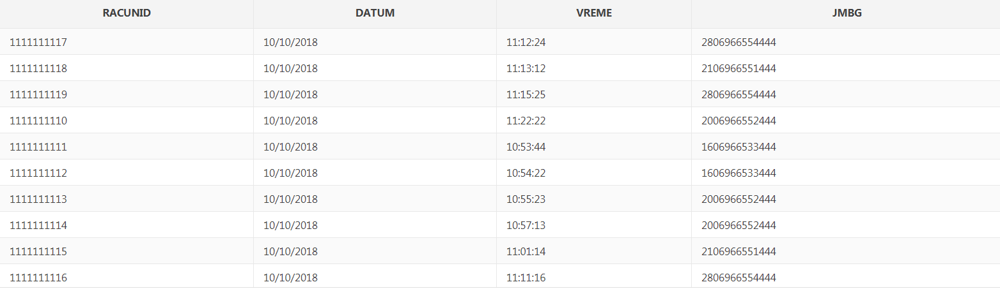 RACUNID DATUM VREME JMBG
1111111117 10/10/2018 11:12:24 2806966554444
1111111118 10/10/2018 11:13:12 2106966551444
1111111119 10/10/2018 11:15:25 2806966554444
1111111110 10/10/2018 11:22:22 2006966552444
1111111111 10/10/2018 10:53:44 1606966533444
1111111112 10/10/2018 10:54:22 1606966533444
1111111113 10/10/2018 10:55:23 2006966552444
1111111114 10/10/2018 10:57:13 2006966552444
1111111115 10/10/2018 11:01:14 2106966551444
1111111116 10/10/2018 11:11:16 2806966554444